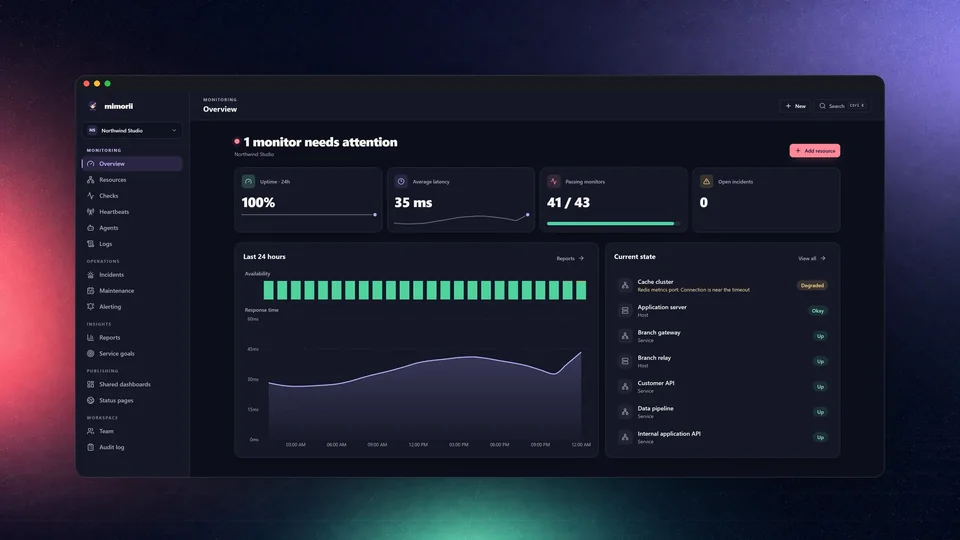 mimorii
NS Northwind Studio
MONITORING
Overview
Resources
Checks
Heartbeats
Agents
Logs
OPERATIONS
Incidents
Maintenance
Alerting
INSIGHTS
Reports
Service goals
PUBLISHING
Shared dashboards
Status pages
WORKSPACE
Team
Audit log
MONITORING
Overview
+ New
Search Ctrl K
1 monitor needs attention
Northwind Studio
+ Add resource
Uptime · 24h
100%
Average latency
35 ms
Passing monitors
41 / 43
Open incidents
0
Last 24 hours
Reports →
Availability
Response time
60ms
45ms
30ms
15ms
0ms
03:00 AM 06:00 AM 09:00 AM 12:00 PM 03:00 PM 06:00 PM 09:00 PM 12:00 AM
Current state
View all →
Cache cluster
Redis metrics port: Connection is near the timeout
Degraded
Application server
Host
Okay
Branch gateway
Service
Up
Branch relay
Host
Up
Customer API
Service
Up
Data pipeline
Service
Up
Internal application API
Service
Up